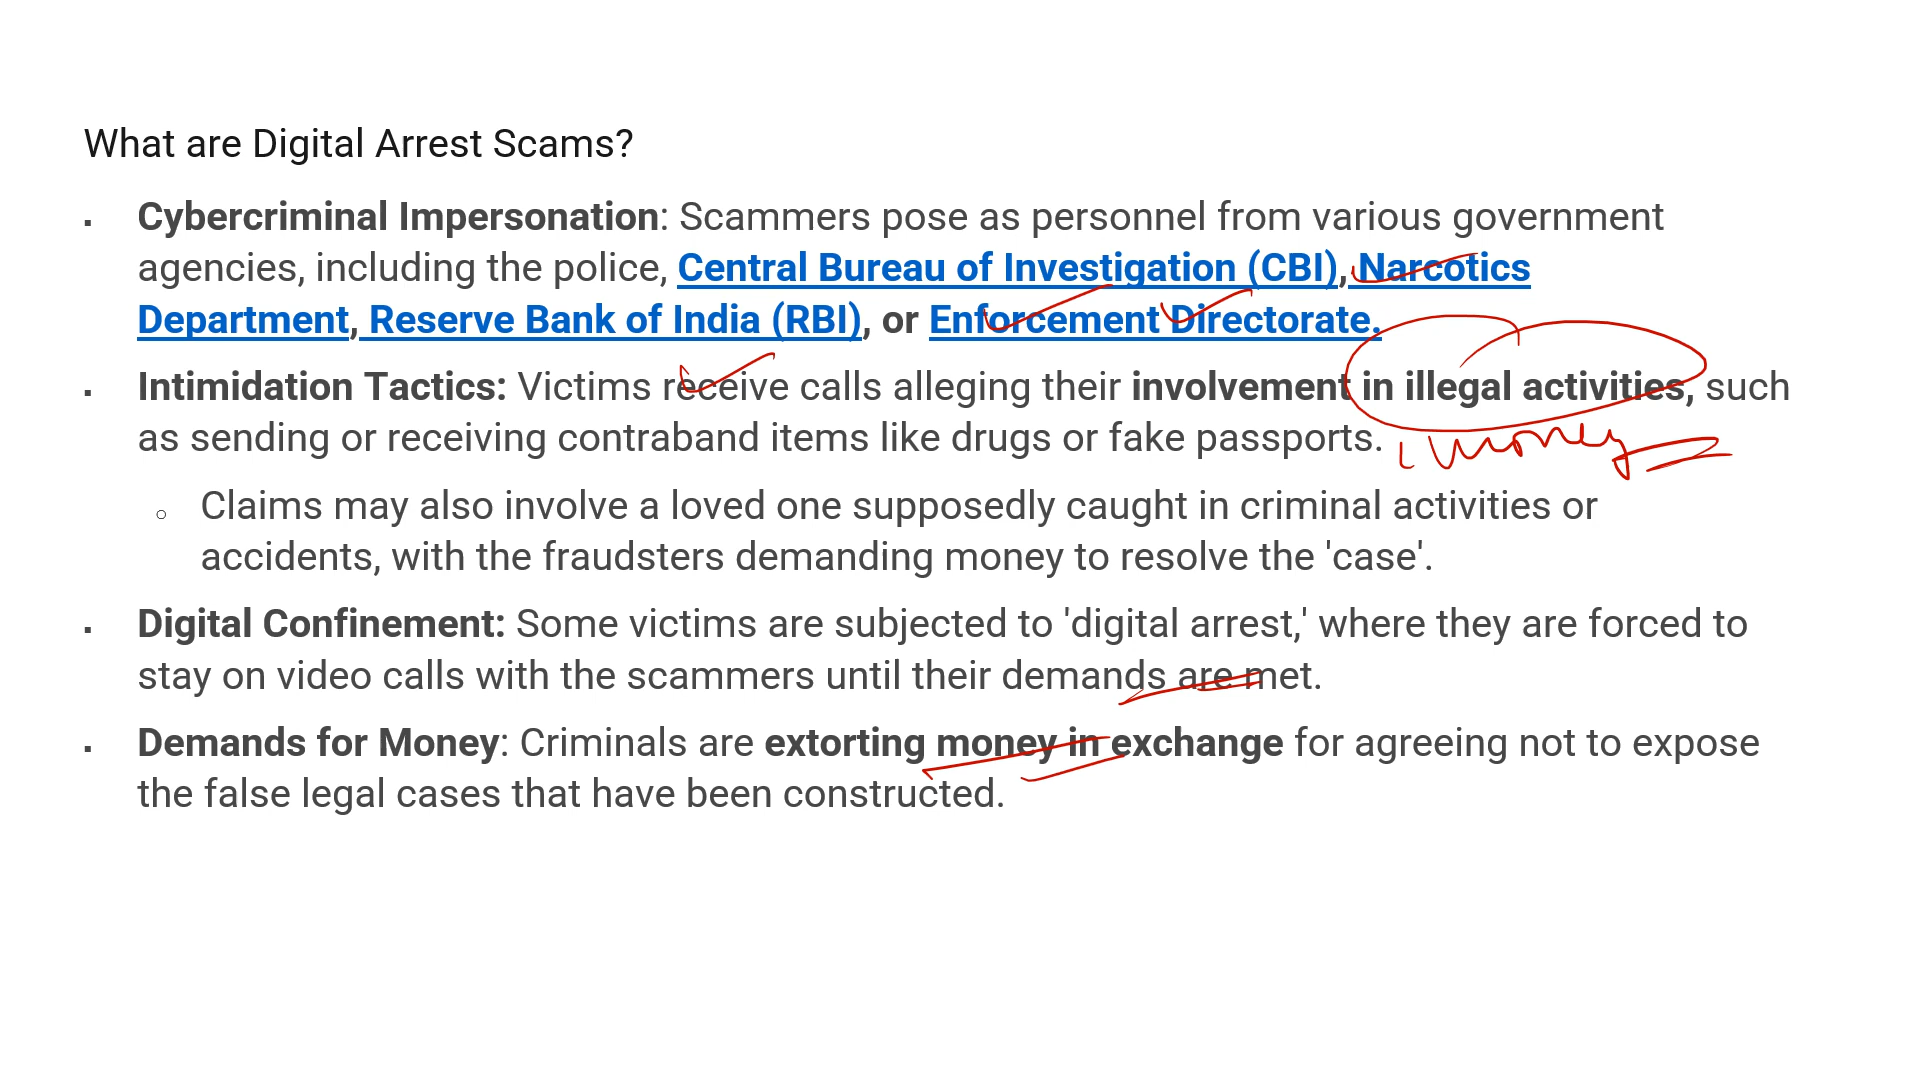 What are Digital Arrest Scams?
▪ Cybercriminal Impersonation: Scammers pose as personnel from various government
agencies, including the police, Central Bureau of Investigation (CBI), Narcotics
Department, Reserve Bank of India (RBI), or Enforcement Directorate.
▪ Intimidation Tactics: Victims receive calls alleging their involvement in illegal activities, such
as sending or receiving contraband items like drugs or fake passports. money
○ Claims may also involve a loved one supposedly caught in criminal activities or
accidents, with the fraudsters demanding money to resolve the 'case'.
▪ Digital Confinement: Some victims are subjected to 'digital arrest,' where they are forced to
stay on video calls with the scammers until their demands are met.
▪ Demands for Money: Criminals are extorting money in exchange for agreeing not to expose
the false legal cases that have been constructed.